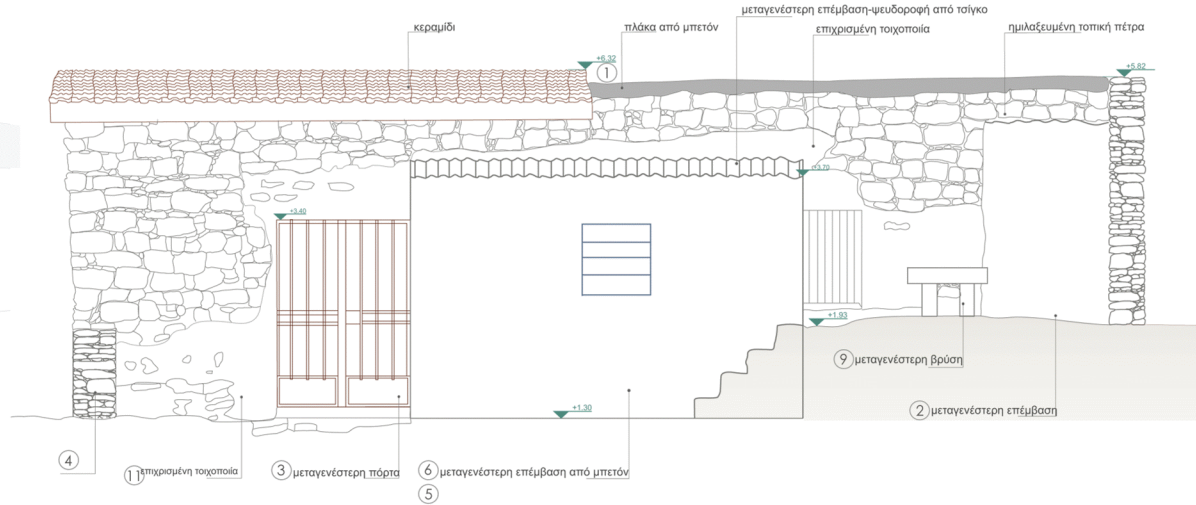 μεταγενέστερη επέμβαση-ψευδοροφή από τσίγκο
κεραμίδι
πλάκα από μπετόν
επιχρισμένη τοιχοποιία
ημιλαξευμένη τοπική πέτρα
+6.32
1
+5.82
+3.70
+3.40
+1.93
9 μεταγενέστερη βρύση
+1.30
2 μεταγενέστερη επέμβαση
4
11 επιχρισμένη τοιχοποιία
3 μεταγενέστερη πόρτα
6 μεταγενέστερη επέμβαση από μπετόν
5